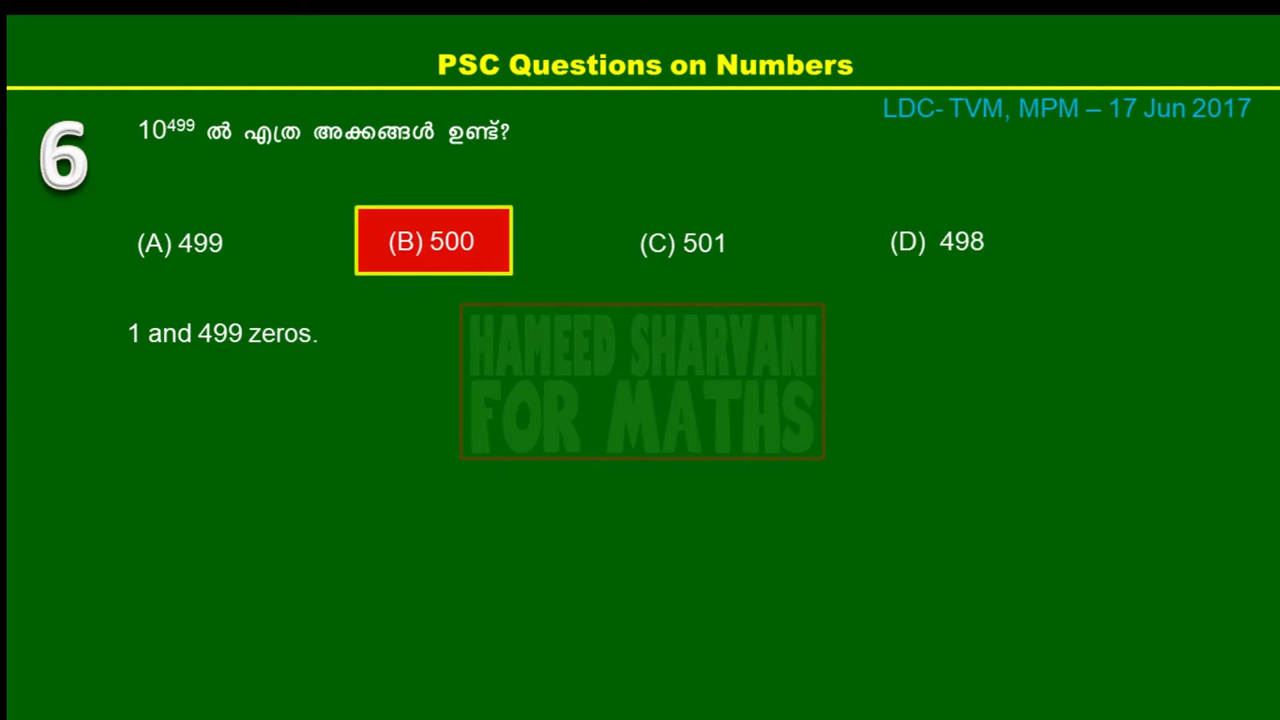 PSC Questions on Numbers
LDC- TVM, MPM – 17 Jun 2017
6
10⁴⁹⁹ ൽ എത്ര അക്കങ്ങൾ ഉണ്ട്?
(A) 499 (B) 500 (C) 501 (D) 498
1 and 499 zeros.
HAMEED SHARVANI
FOR MATHS